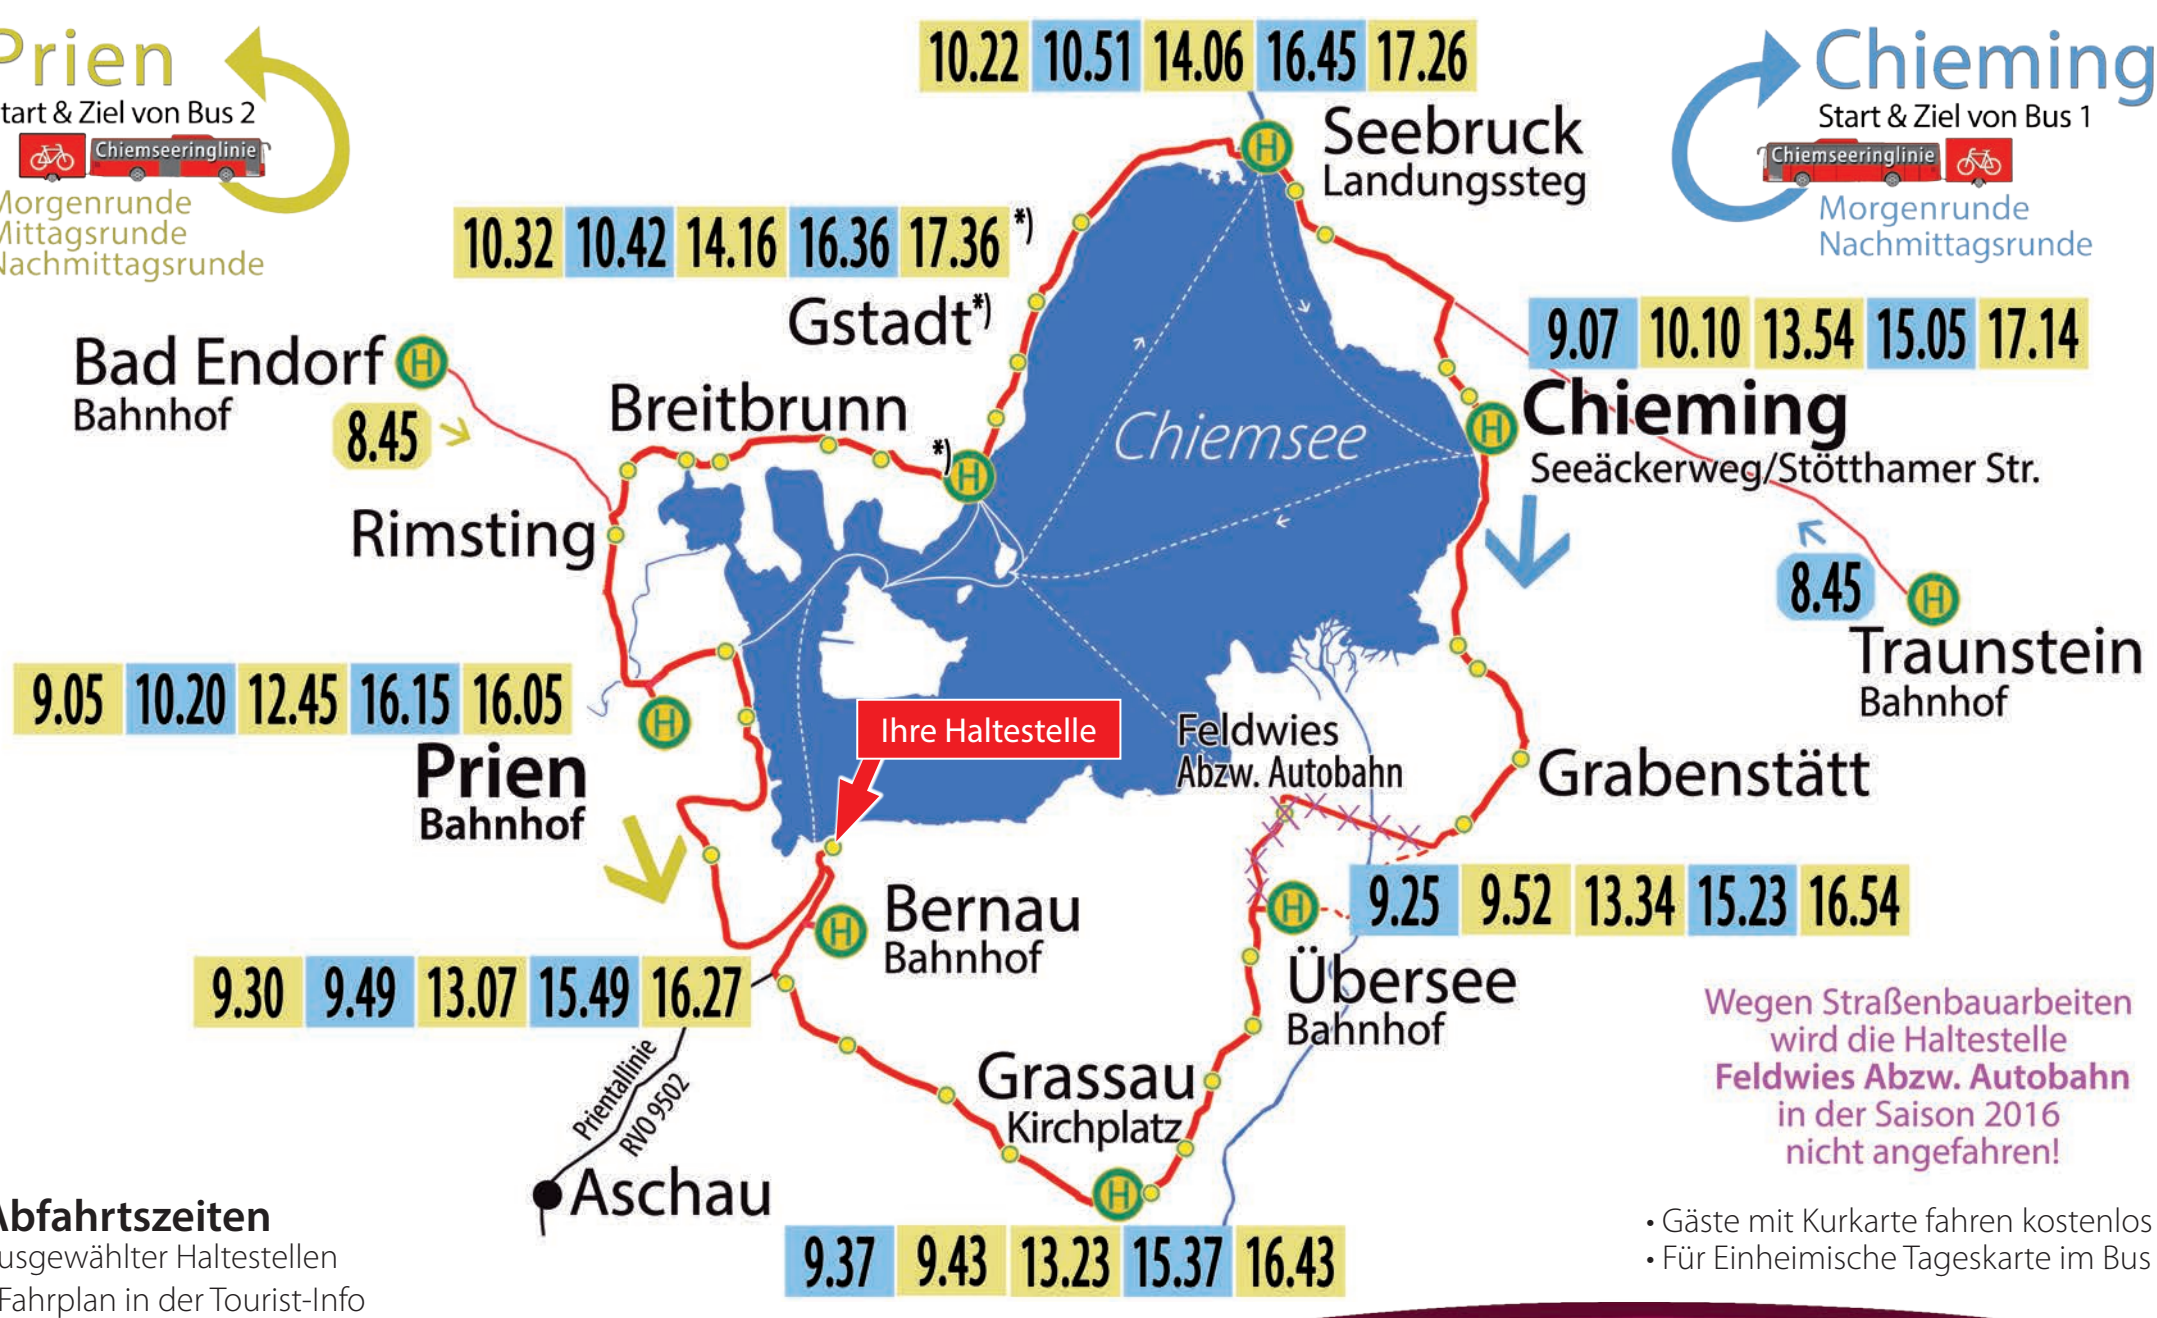 Prien
Start & Ziel von Bus 2
Chiemseeringlinie
Morgenrunde
Mittagsrunde
Nachmittagsrunde
10.22 10.51 14.06 16.45 17.26
Seebruck
Landungssteg
Chieming
Start & Ziel von Bus 1
Chiemseeringlinie
Morgenrunde
Nachmittagsrunde
10.32 10.42 14.16 16.36 17.36 *)
Gstadt*)
*)
9.07 10.10 13.54 15.05 17.14
Chieming
Seeäckerweg/Stötthamer Str.
Bad Endorf H
Bahnhof
8.45
Breitbrunn
Chiemsee
Rimsting
8.45
Traunstein
Bahnhof
9.05 10.20 12.45 16.15 16.05
Prien
Bahnhof
Ihre Haltestelle
Feldwies
Abzw. Autobahn
Grabenstätt
9.25 9.52 13.34 15.23 16.54
Übersee
Bahnhof
Bernau
Bahnhof
9.30 9.49 13.07 15.49 16.27
Prientallinie
RVO 9502
Aschau
Grassau
Kirchplatz
9.37 9.43 13.23 15.37 16.43
Wegen Straßenbauarbeiten
wird die Haltestelle
Feldwies Abzw. Autobahn
in der Saison 2016
nicht angefahren!
Abfahrtszeiten
ausgewählter Haltestellen
Fahrplan in der Tourist-Info
• Gäste mit Kurkarte fahren kostenlos
• Für Einheimische Tageskarte im Bus